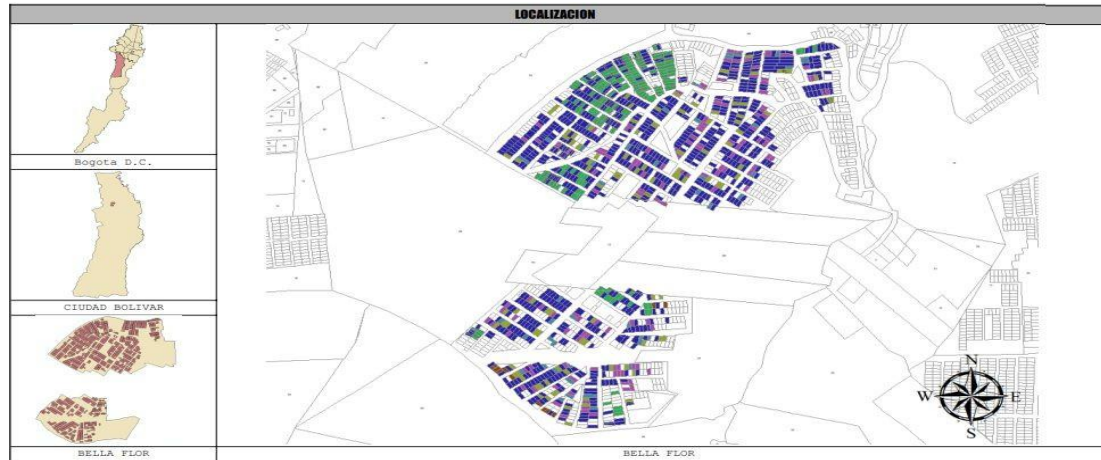 LOCALIZACION
Bogota D.C.
CIUDAD BOLIVAR
BELLA FLOR
BELLA FLOR
N
W
E
S